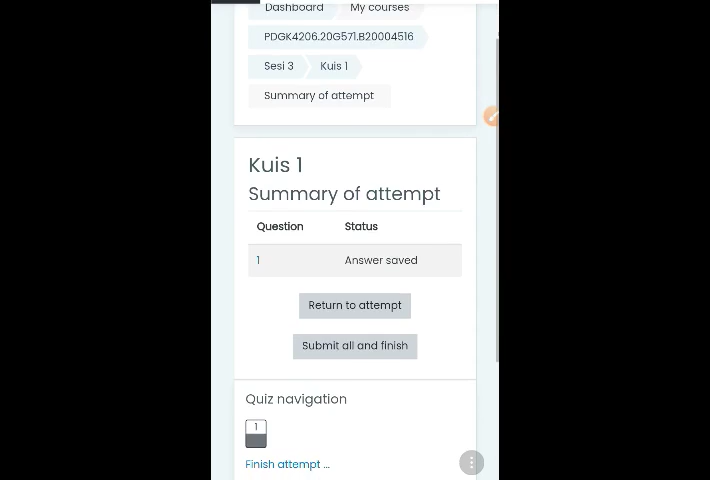 Dashboard My courses
PDGK4206.20G571.B20004516
Sesi 3 Kuis 1
Summary of attempt
Kuis 1
Summary of attempt
Question Status
1 Answer saved
Return to attempt
Submit all and finish
Quiz navigation
1
Finish attempt ...